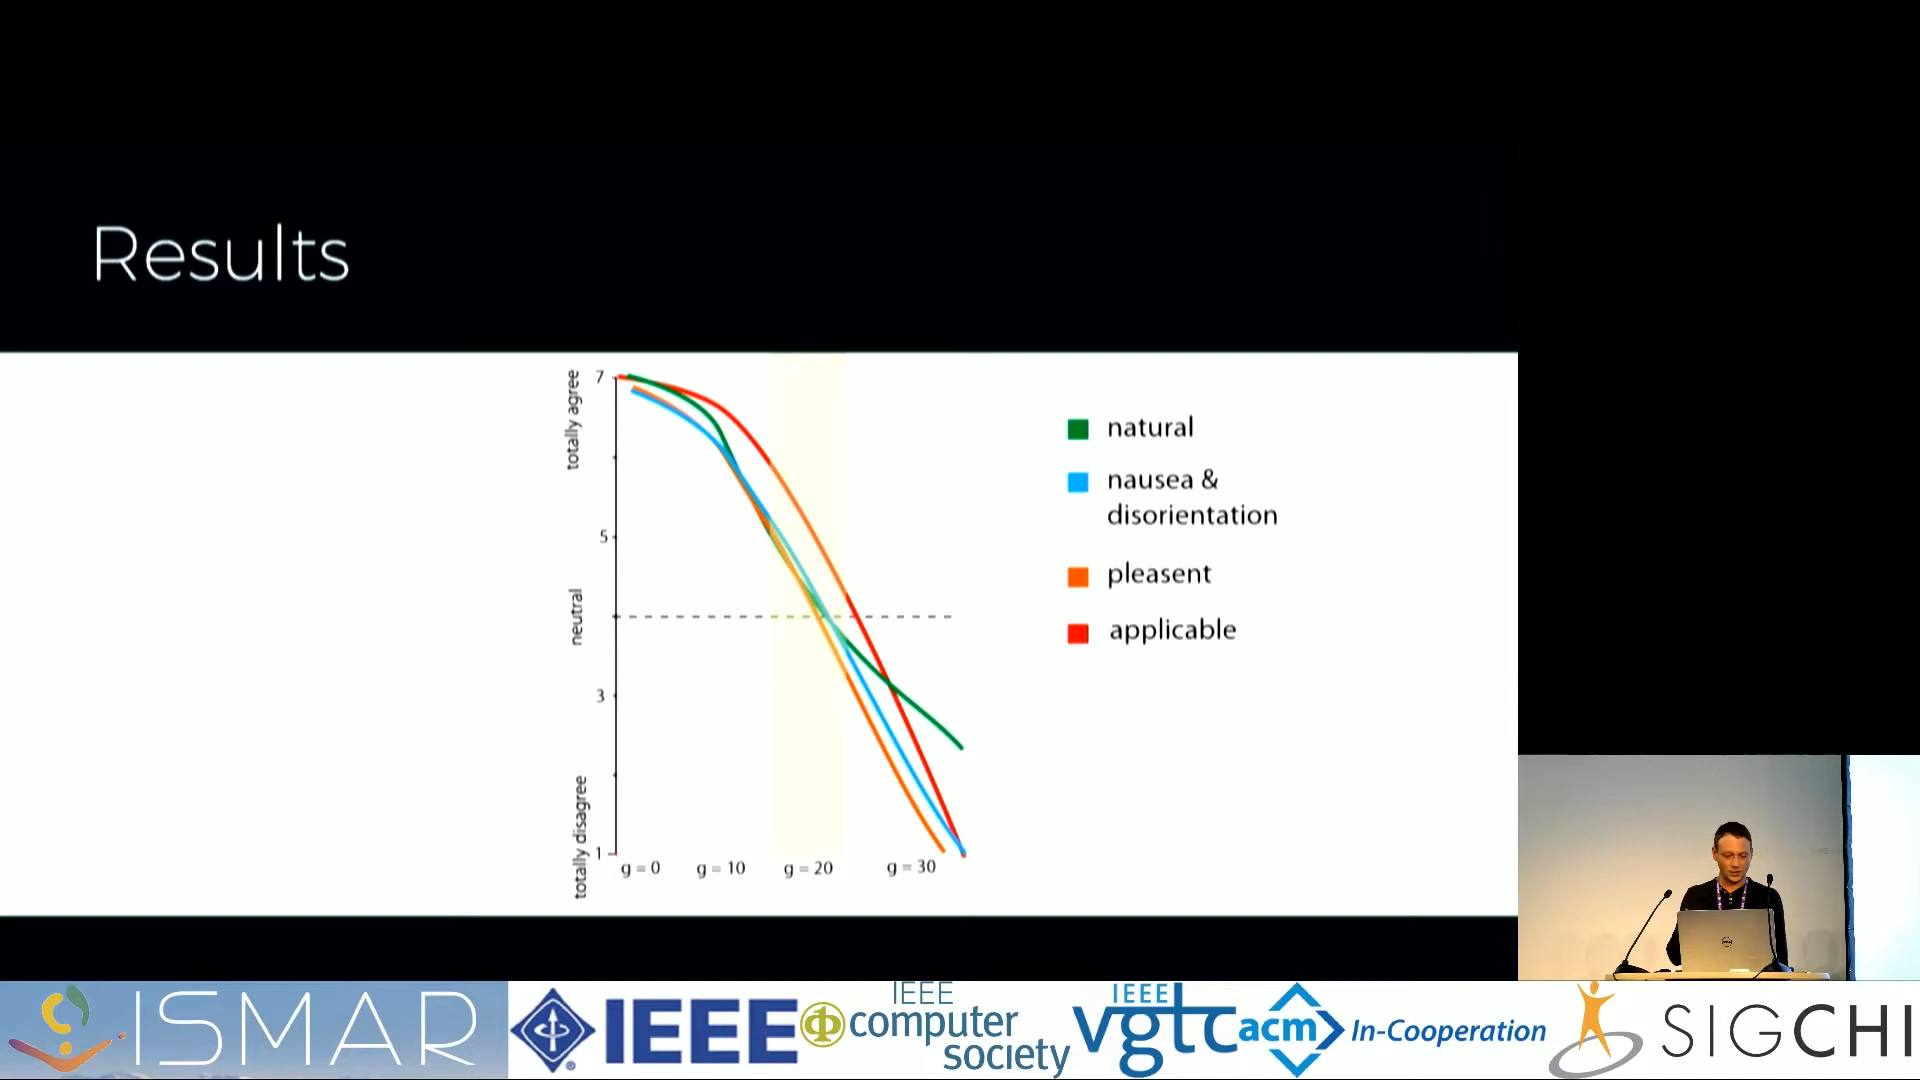 Results
totally agree
neutral
totally disagree
7
5
3
1
g = 0
g = 10
g = 20
g = 30
natural
nausea &
disorientation
pleasent
applicable
ISMAR
IEEE
IEEE
computer
society
IEEE
vgtc
acm
In-Cooperation
SIGCHI